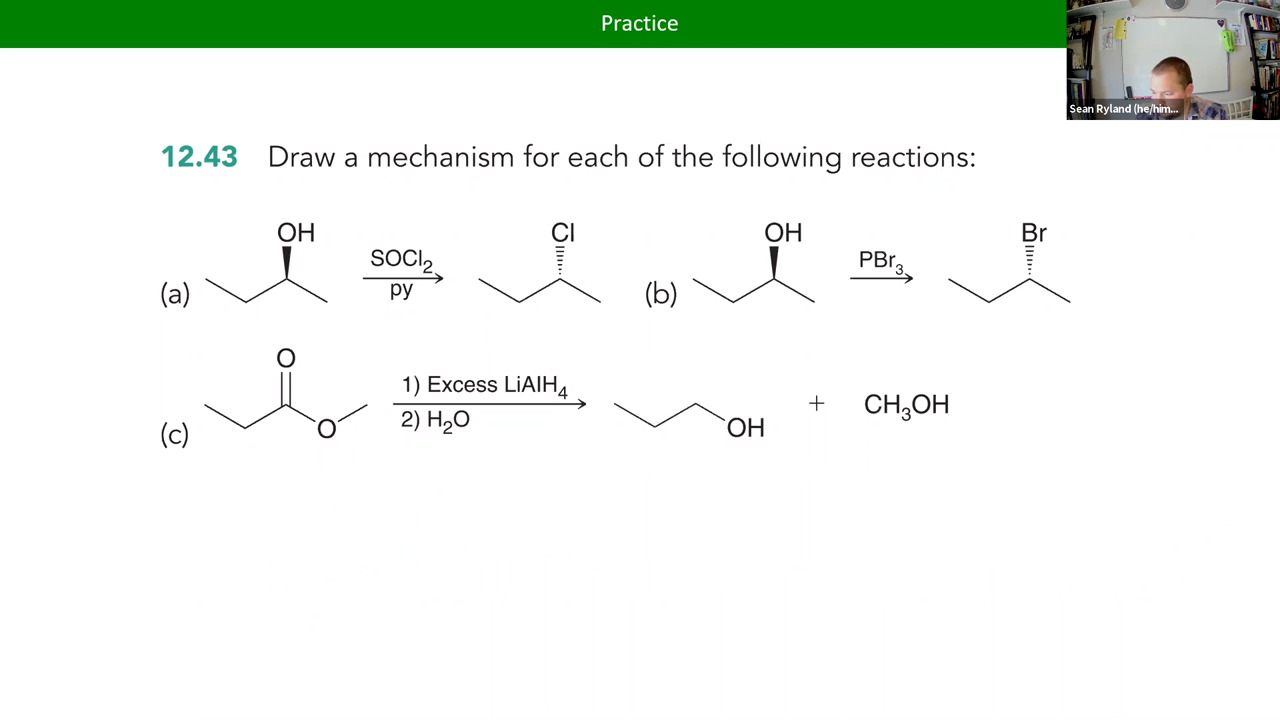 Practice
Sean Ryland (he/him...
12.43 Draw a mechanism for each of the following reactions:
(a) OH SOCl₂ py Cl
(b) OH PBr₃ Br
(c) O O 1) Excess LiAlH₄ 2) H₂O OH + CH₃OH